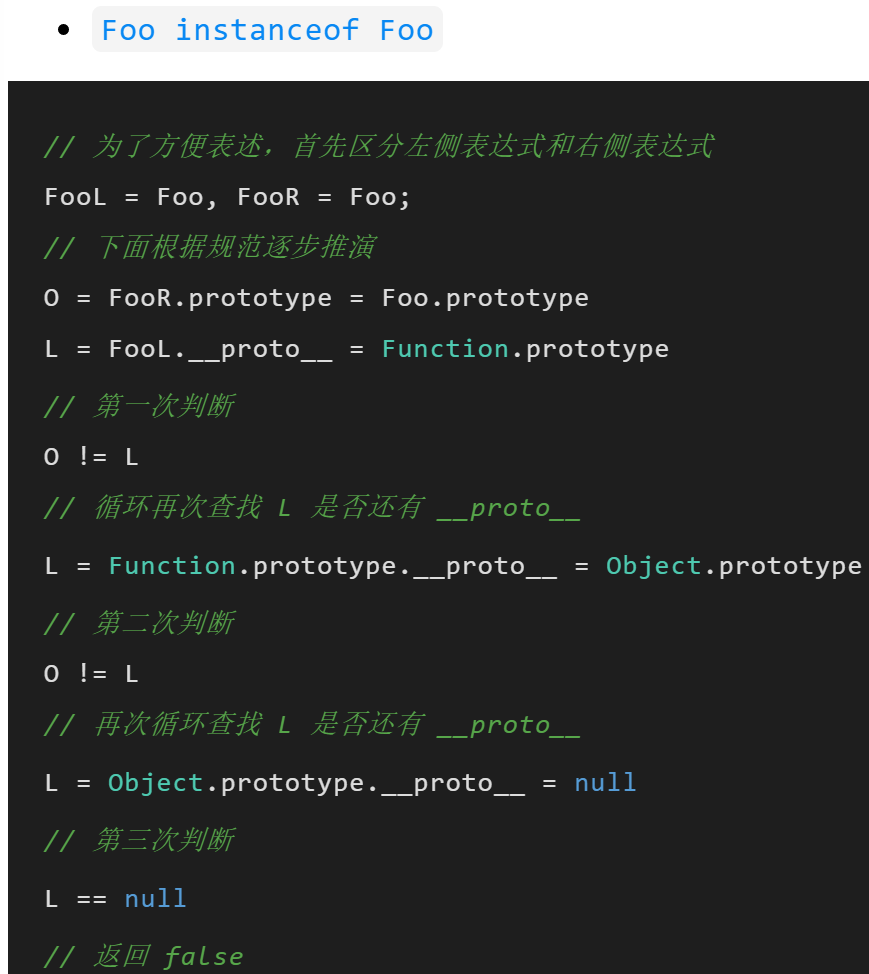 Foo instanceof Foo
// 为了方便表述，首先区分左侧表达式和右侧表达式
FooL = Foo, FooR = Foo;
// 下面根据规范逐步推演
O = FooR.prototype = Foo.prototype
L = FooL.__proto__ = Function.prototype
// 第一次判断
O != L
// 循环再次查找 L 是否还有 __proto__
L = Function.prototype.__proto__ = Object.prototype
// 第二次判断
O != L
// 再次循环查找 L 是否还有 __proto__
L = Object.prototype.__proto__ = null
// 第三次判断
L == null
// 返回 false